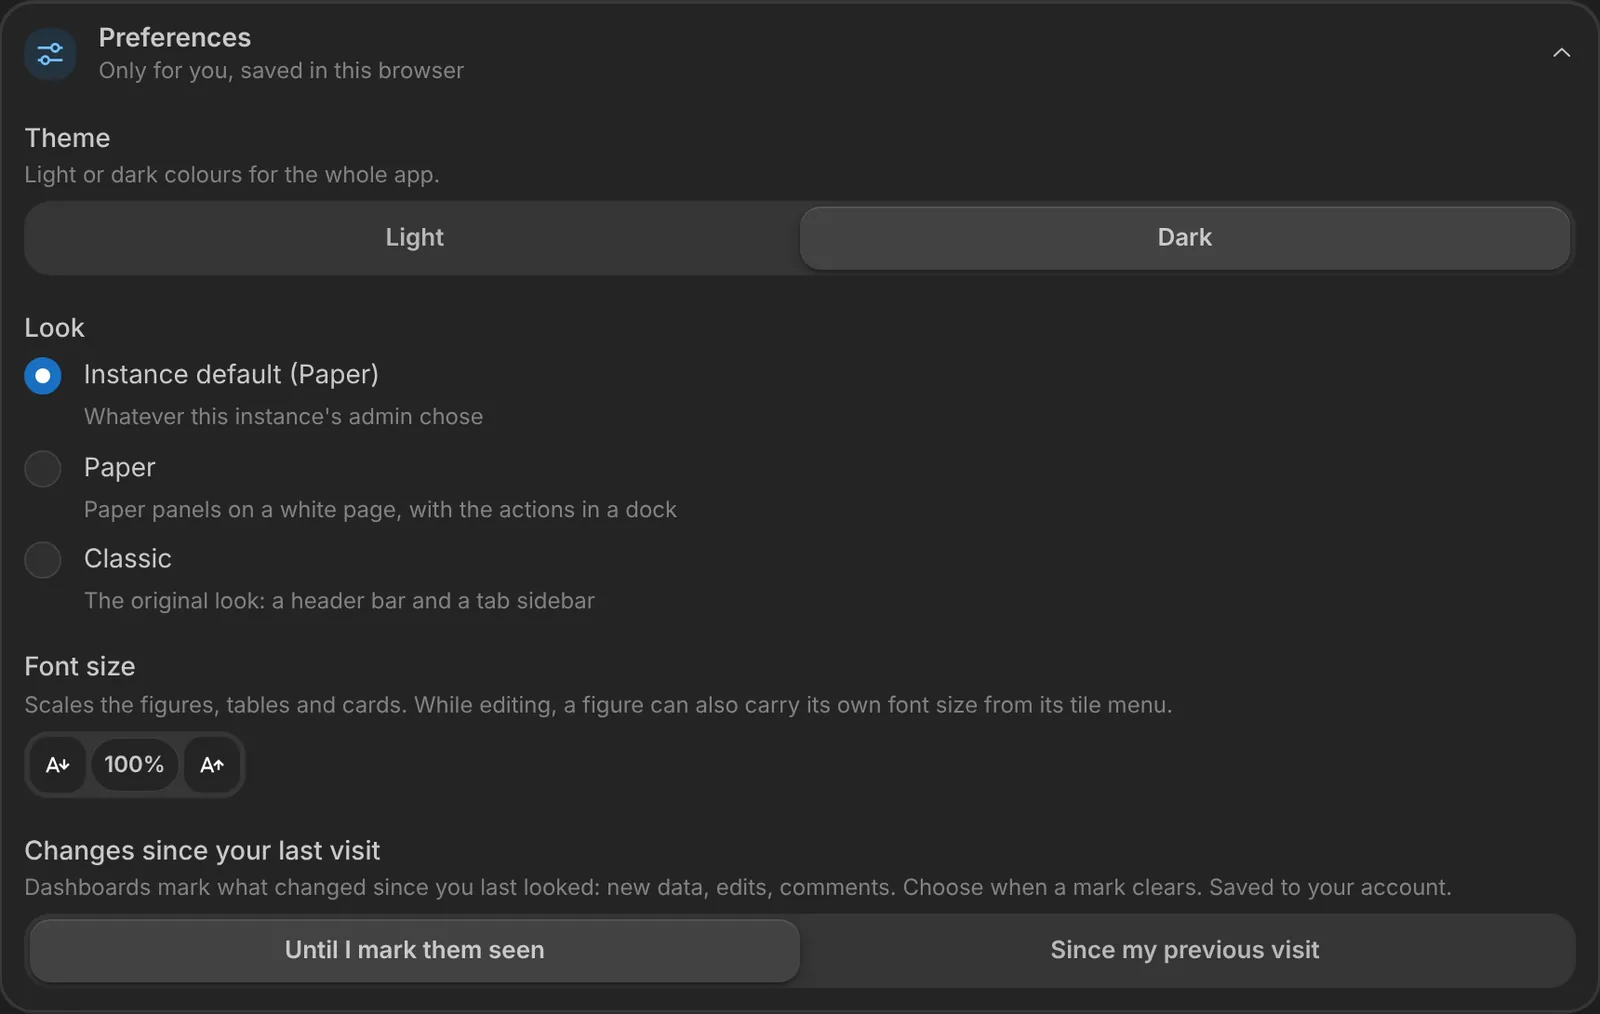 Preferences
Only for you, saved in this browser
Theme
Light or dark colours for the whole app.
Light
Dark
Look
Instance default (Paper)
Whatever this instance's admin chose
Paper
Paper panels on a white page, with the actions in a dock
Classic
The original look: a header bar and a tab sidebar
Font size
Scales the figures, tables and cards. While editing, a figure can also carry its own font size from its tile menu.
A↓ 100% A↑
Changes since your last visit
Dashboards mark what changed since you last looked: new data, edits, comments. Choose when a mark clears. Saved to your account.
Until I mark them seen
Since my previous visit